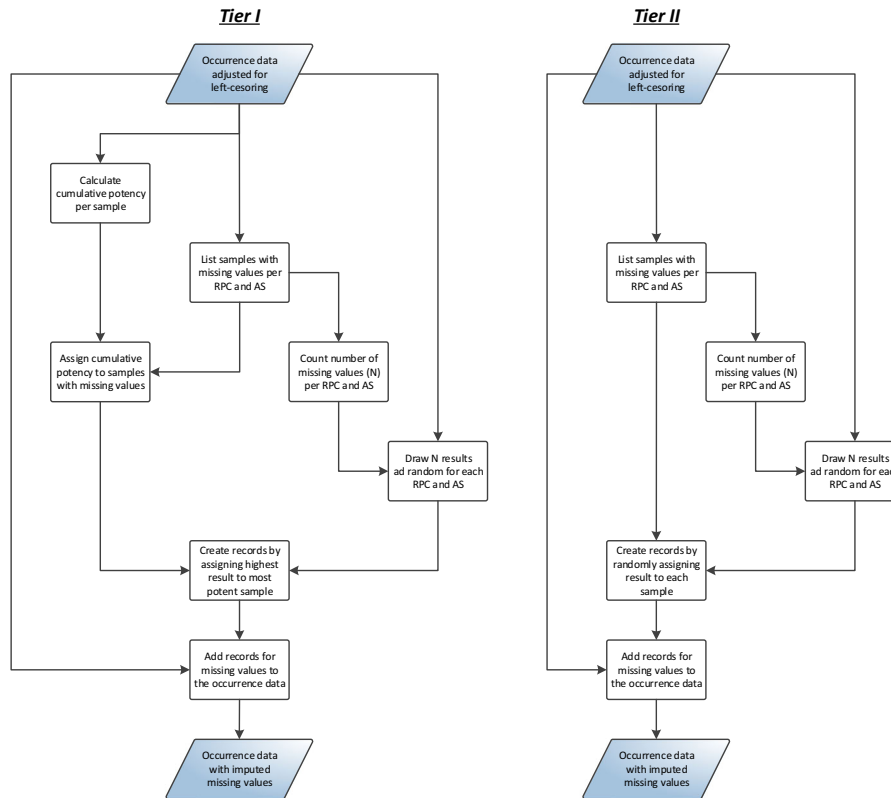 Tier I
Occurrence data
adjusted for
left-cesoring
Calculate
cumulative potency
per sample
List samples with
missing values per
RPC and AS
Assign cumulative
potency to samples
with missing values
Count number of
missing values (N)
per RPC and AS
Draw N results
ad random for each
RPC and AS
Create records by
assigning highest
result to most
potent sample
Add records for
missing values to
the occurrence data
Occurrence data
with imputed
missing values
Tier II
Occurrence data
adjusted for
left-cesoring
List samples with
missing values per
RPC and AS
Count number of
missing values (N)
per RPC and AS
Draw N results
ad random for each
RPC and AS
Create records by
randomly assigning
result to each
sample
Add records for
missing values to
the occurrence data
Occurrence data
with imputed
missing values